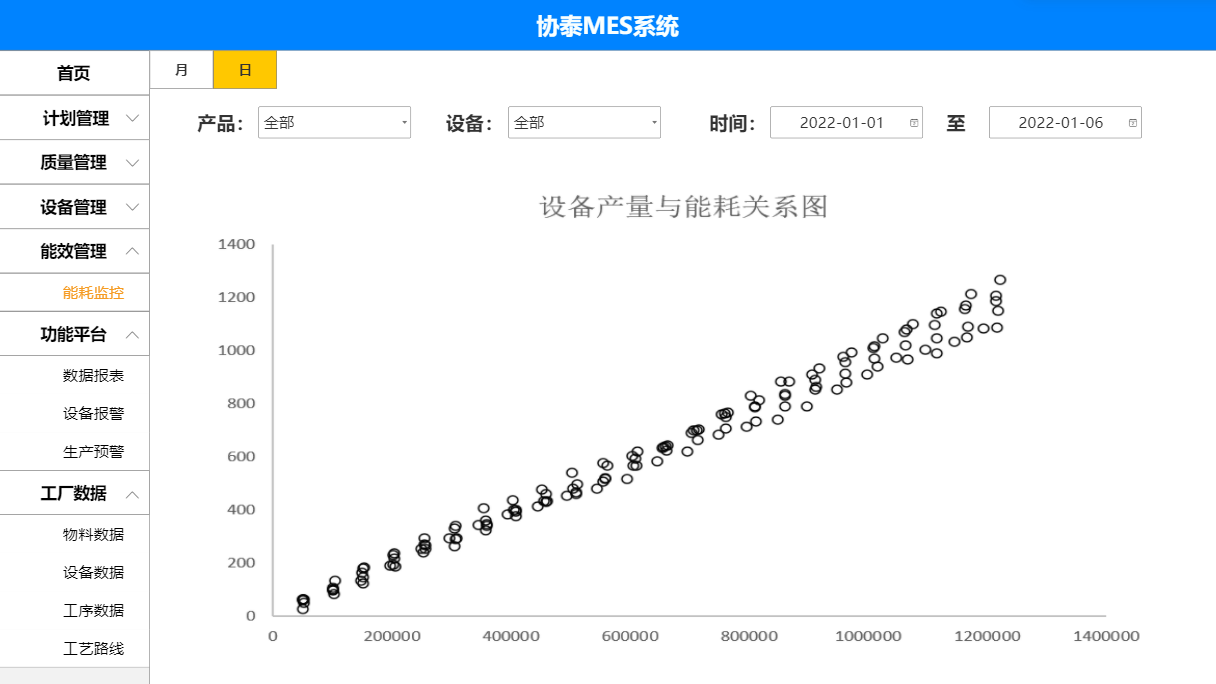 协泰MES系统
首页
计划管理
质量管理
设备管理
能效管理
能耗监控
功能平台
数据报表
设备报警
生产预警
工厂数据
物料数据
设备数据
工序数据
工艺路线
月
日
产品： 全部 设备： 全部 时间： 2022-01-01 至 2022-01-06
设备产量与能耗关系图
1400
1200
1000
800
600
400
200
0
0 200000 400000 600000 800000 1000000 1200000 1400000